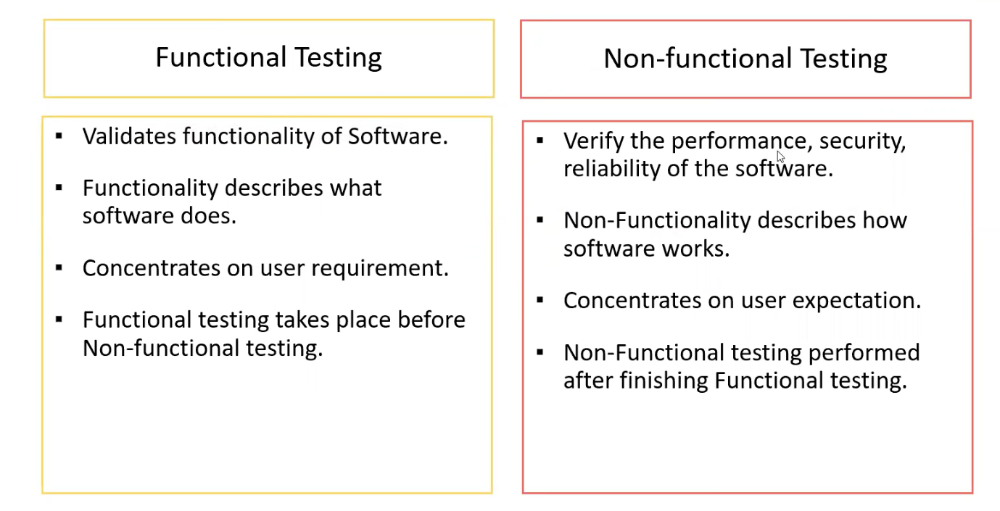 Functional Testing
Non-functional Testing
▪ Validates functionality of Software.
▪ Functionality describes what
software does.
▪ Concentrates on user requirement.
▪ Functional testing takes place before
Non-functional testing.
▪ Verify the performance, security,
reliability of the software.
▪ Non-Functionality describes how
software works.
▪ Concentrates on user expectation.
▪ Non-Functional testing performed
after finishing Functional testing.